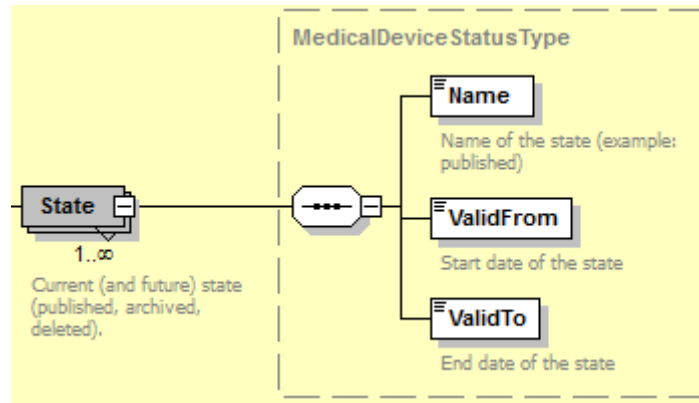 MedicalDeviceStatusType
Name
Name of the state (example:
published)
State
1..∞
Current (and future) state
(published, archived,
deleted).
ValidFrom
Start date of the state
ValidTo
End date of the state